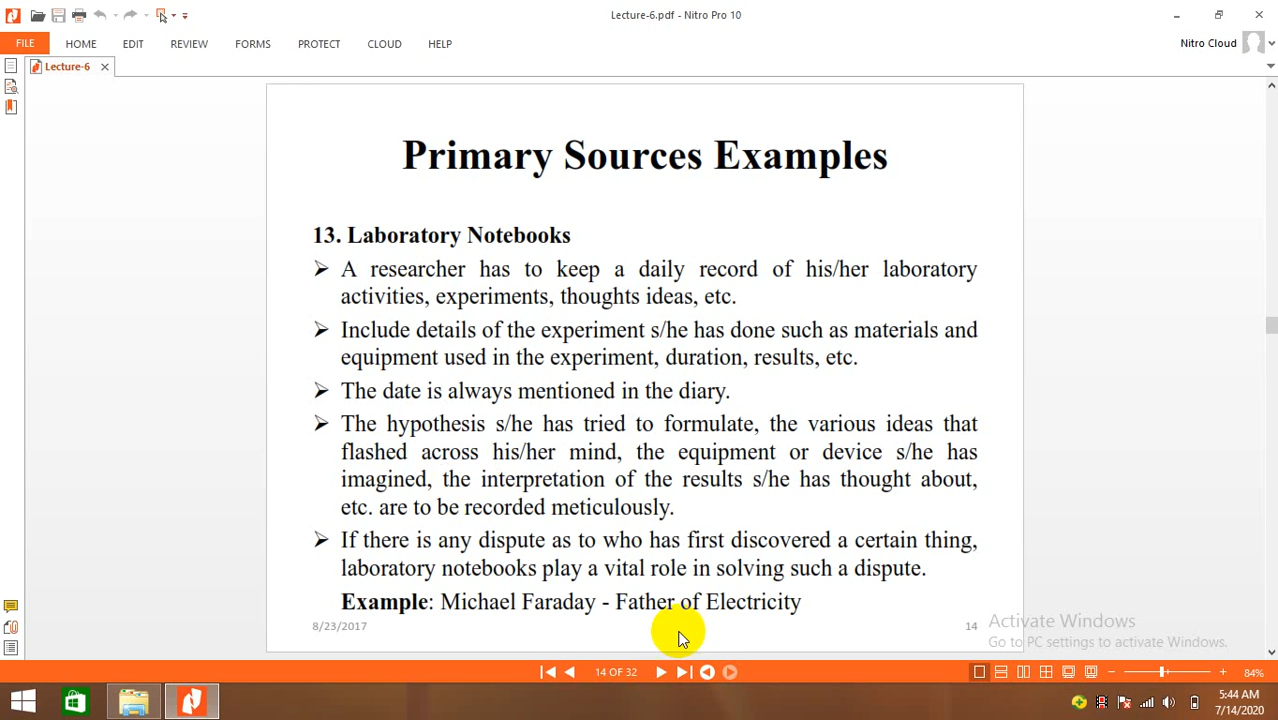 Lecture-6.pdf - Nitro Pro 10
FILE HOME EDIT REVIEW FORMS PROTECT CLOUD HELP Nitro Cloud
Lecture-6
Primary Sources Examples
13. Laboratory Notebooks
➢ A researcher has to keep a daily record of his/her laboratory
activities, experiments, thoughts ideas, etc.
➢ Include details of the experiment s/he has done such as materials and
equipment used in the experiment, duration, results, etc.
➢ The date is always mentioned in the diary.
➢ The hypothesis s/he has tried to formulate, the various ideas that
flashed across his/her mind, the equipment or device s/he has
imagined, the interpretation of the results s/he has thought about,
etc. are to be recorded meticulously.
➢ If there is any dispute as to who has first discovered a certain thing,
laboratory notebooks play a vital role in solving such a dispute.
Example: Michael Faraday - Father of Electricity
8/23/2017 14
Activate Windows
Go to PC settings to activate Windows.
14 OF 32 84%
5:44 AM
7/14/2020